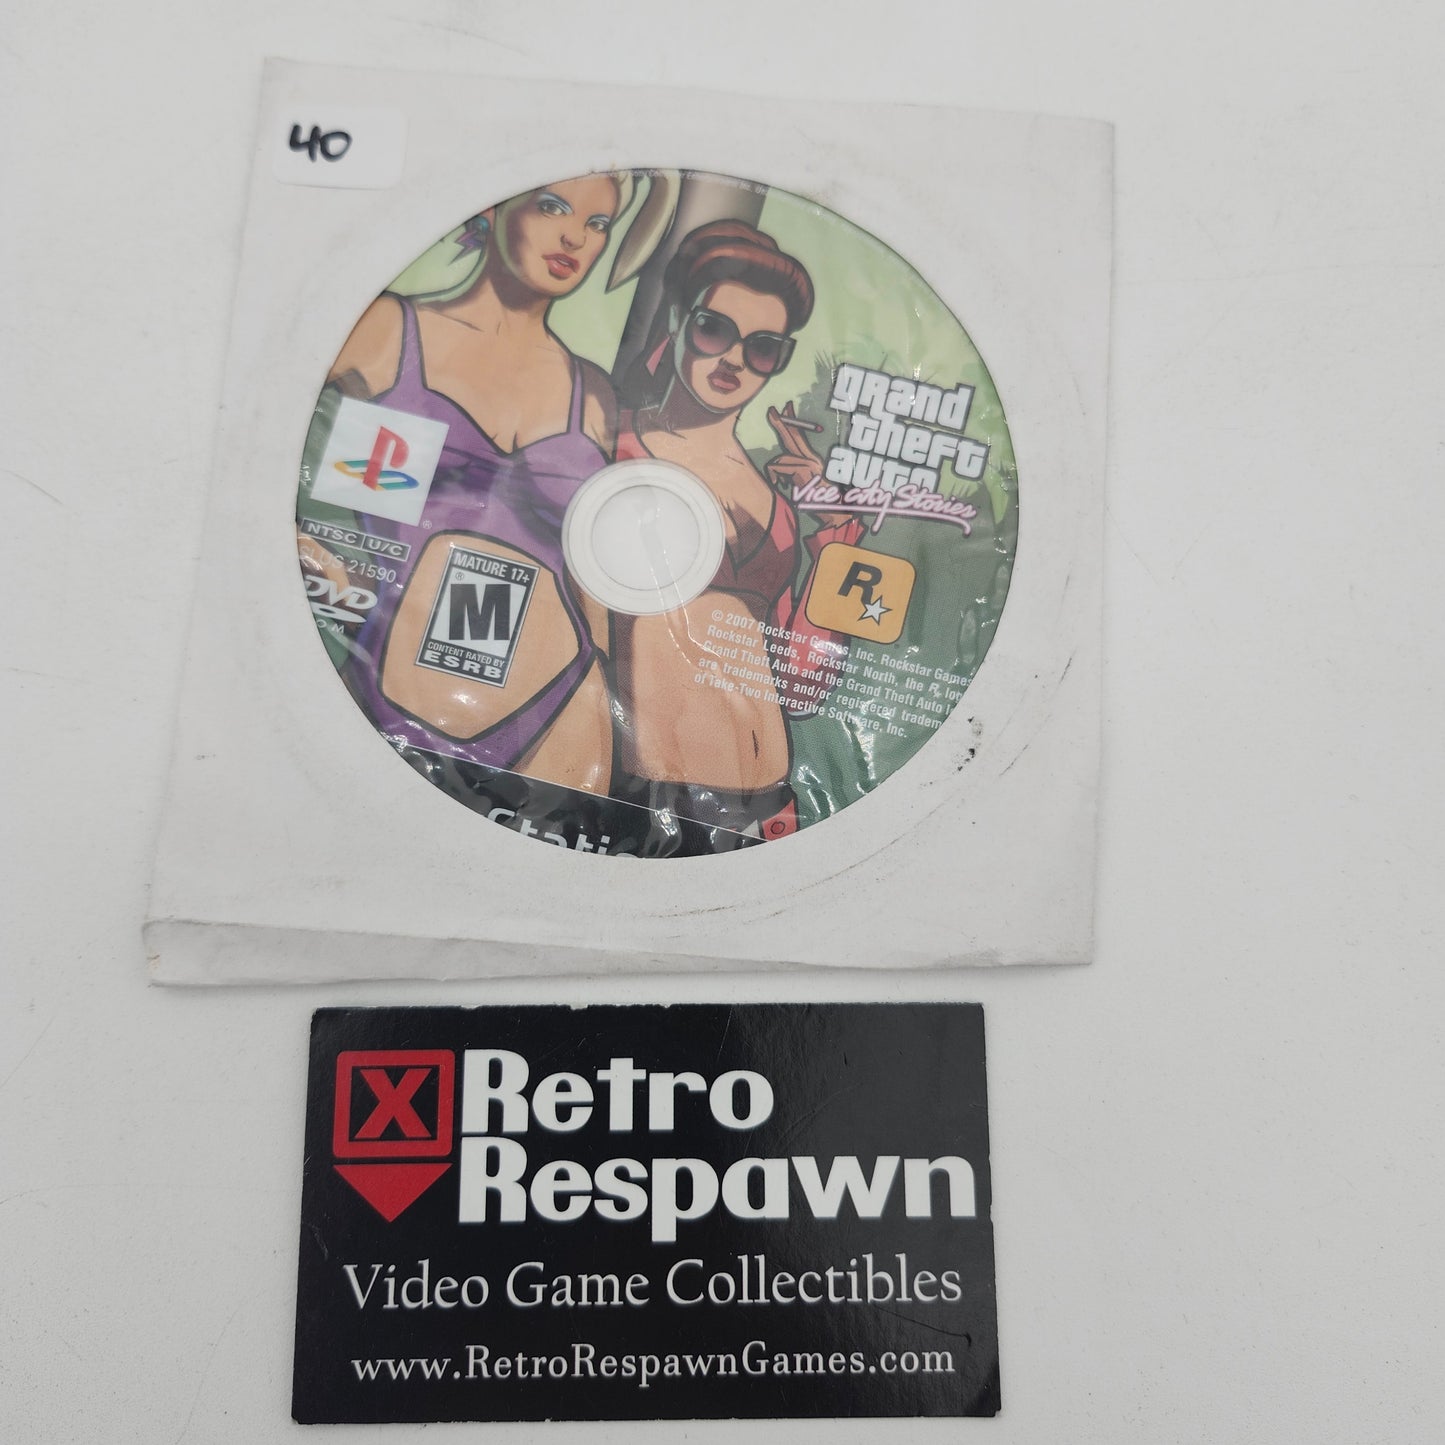 40
grand
theft
auto
Vice City Stories
NTSC U/C
SLUS 21590
DVD
MATURE 17+
M
®
CONTENT RATED BY
ESRB
R
© 2007 Rockstar Games, Inc. Rockstar Games
Rockstar Leeds, Rockstar North, the R
Grand Theft Auto and the Grand Theft Auto
are trademarks and/or registered
of Take-Two Interactive Software, Inc.
X Retro
Respawn
Video Game Collectibles
www.RetroRespawnGames.com